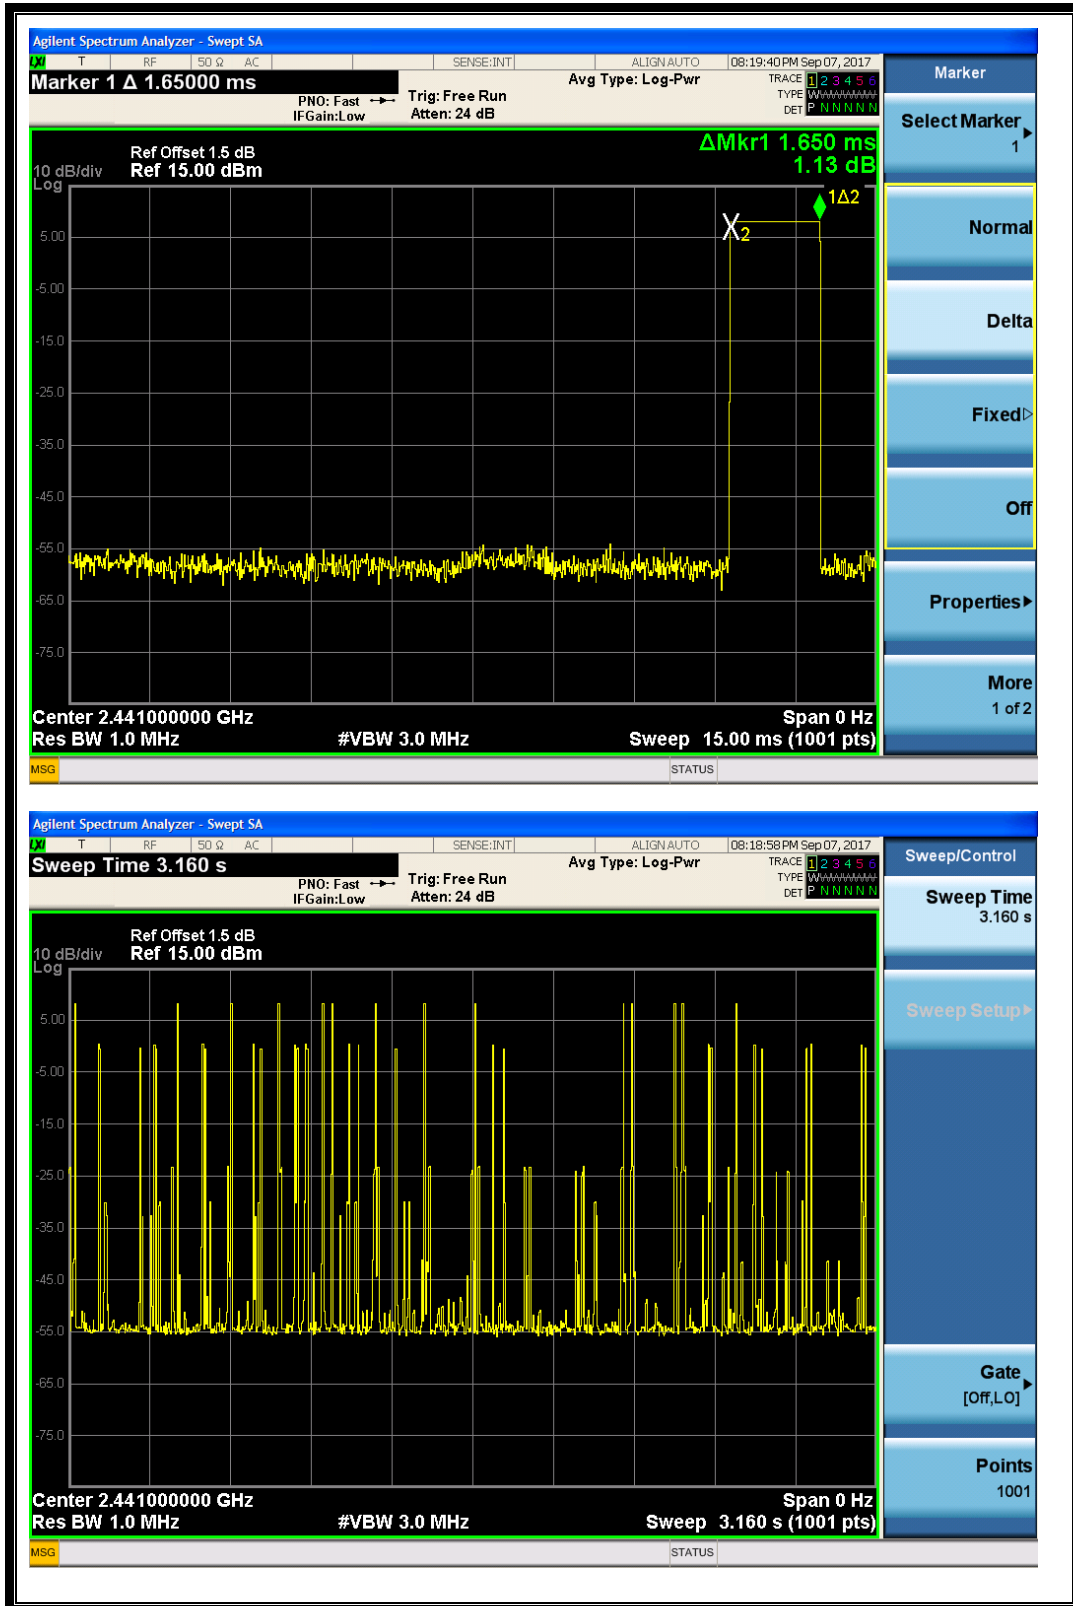 Agilent Spectrum Analyzer - Swept SA
LXI T RF 50 Ω AC SENSE:INT ALIGN AUTO 08:19:40 PM Sep 07, 2017
Marker 1 Δ 1.65000 ms
PNO: Fast
IFGain:Low
Trig: Free Run
Atten: 24 dB
Avg Type: Log-Pwr
TRACE 1 2 3 4 5 6
TYPE WWWWWW
DET P N N N N N
ΔMkr1 1.650 ms
1.13 dB
Ref Offset 1.5 dB
10 dB/div Ref 15.00 dBm
Log
1Δ2
X2
5.00
-5.00
-15.0
-25.0
-35.0
-45.0
-55.0
-65.0
-75.0
Center 2.441000000 GHz Span 0 Hz
Res BW 1.0 MHz #VBW 3.0 MHz Sweep 15.00 ms (1001 pts)
MSG STATUS
Marker
Select Marker
1
Normal
Delta
Fixed
Off
Properties
More
1 of 2
Agilent Spectrum Analyzer - Swept SA
LXI T RF 50 Ω AC SENSE:INT ALIGN AUTO 08:18:58 PM Sep 07, 2017
Sweep Time 3.160 s
PNO: Fast
IFGain:Low
Trig: Free Run
Atten: 24 dB
Avg Type: Log-Pwr
TRACE 1 2 3 4 5 6
TYPE WWWWWW
DET P N N N N N
Ref Offset 1.5 dB
10 dB/div Ref 15.00 dBm
Log
5.00
-5.00
-15.0
-25.0
-35.0
-45.0
-55.0
-65.0
-75.0
Center 2.441000000 GHz Span 0 Hz
Res BW 1.0 MHz #VBW 3.0 MHz Sweep 3.160 s (1001 pts)
MSG STATUS
Sweep/Control
Sweep Time
3.160 s
Sweep Setup
Gate
[Off,LO]
Points
1001